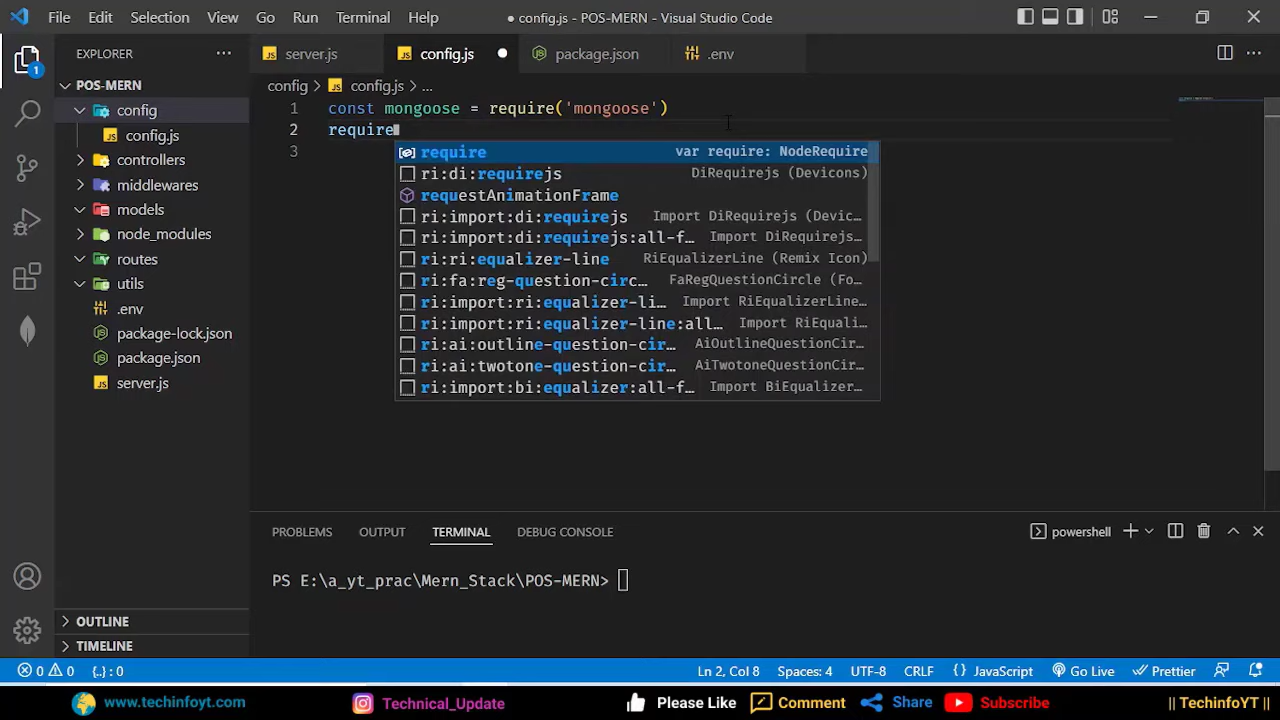 File Edit Selection View Go Run Terminal Help
● config.js - POS-MERN - Visual Studio Code
EXPLORER ...
server.js
config.js
package.json
.env
POS-MERN
config
config.js
controllers
middlewares
models
node_modules
routes
utils
.env
package-lock.json
package.json
server.js
OUTLINE
TIMELINE
1
config > config.js > ...
1 const mongoose = require('mongoose')
2 require
3
require var require: NodeRequire
ri:di:requirejs DiRequirejs (Devicons)
requestAnimationFrame
ri:import:di:requirejs Import DiRequirejs (Devic…
ri:import:di:requirejs:all-f… Import DiRequirejs…
ri:ri:equalizer-line RiEqualizerLine (Remix Icon)
ri:fa:reg-question-circ… FaRegQuestionCircle (Fo…
ri:import:ri:equalizer-li… Import RiEqualizerLine…
ri:import:ri:equalizer-line:all… Import RiEquali…
ri:ai:outline-question-cir… AiOutlineQuestionCir…
ri:ai:twotone-question-cir… AiTwotoneQuestionCir…
ri:import:bi:equalizer:all-f… Import BiEqualizer…
PROBLEMS OUTPUT TERMINAL DEBUG CONSOLE
powershell
PS E:\a_yt_prac\Mern_Stack\POS-MERN>
0 0 {..} : 0
Ln 2, Col 8 Spaces: 4 UTF-8 CRLF {} JavaScript Go Live Prettier
www.techinfoyt.com Technical_Update Please Like Comment Share Subscribe || TechinfoYT ||